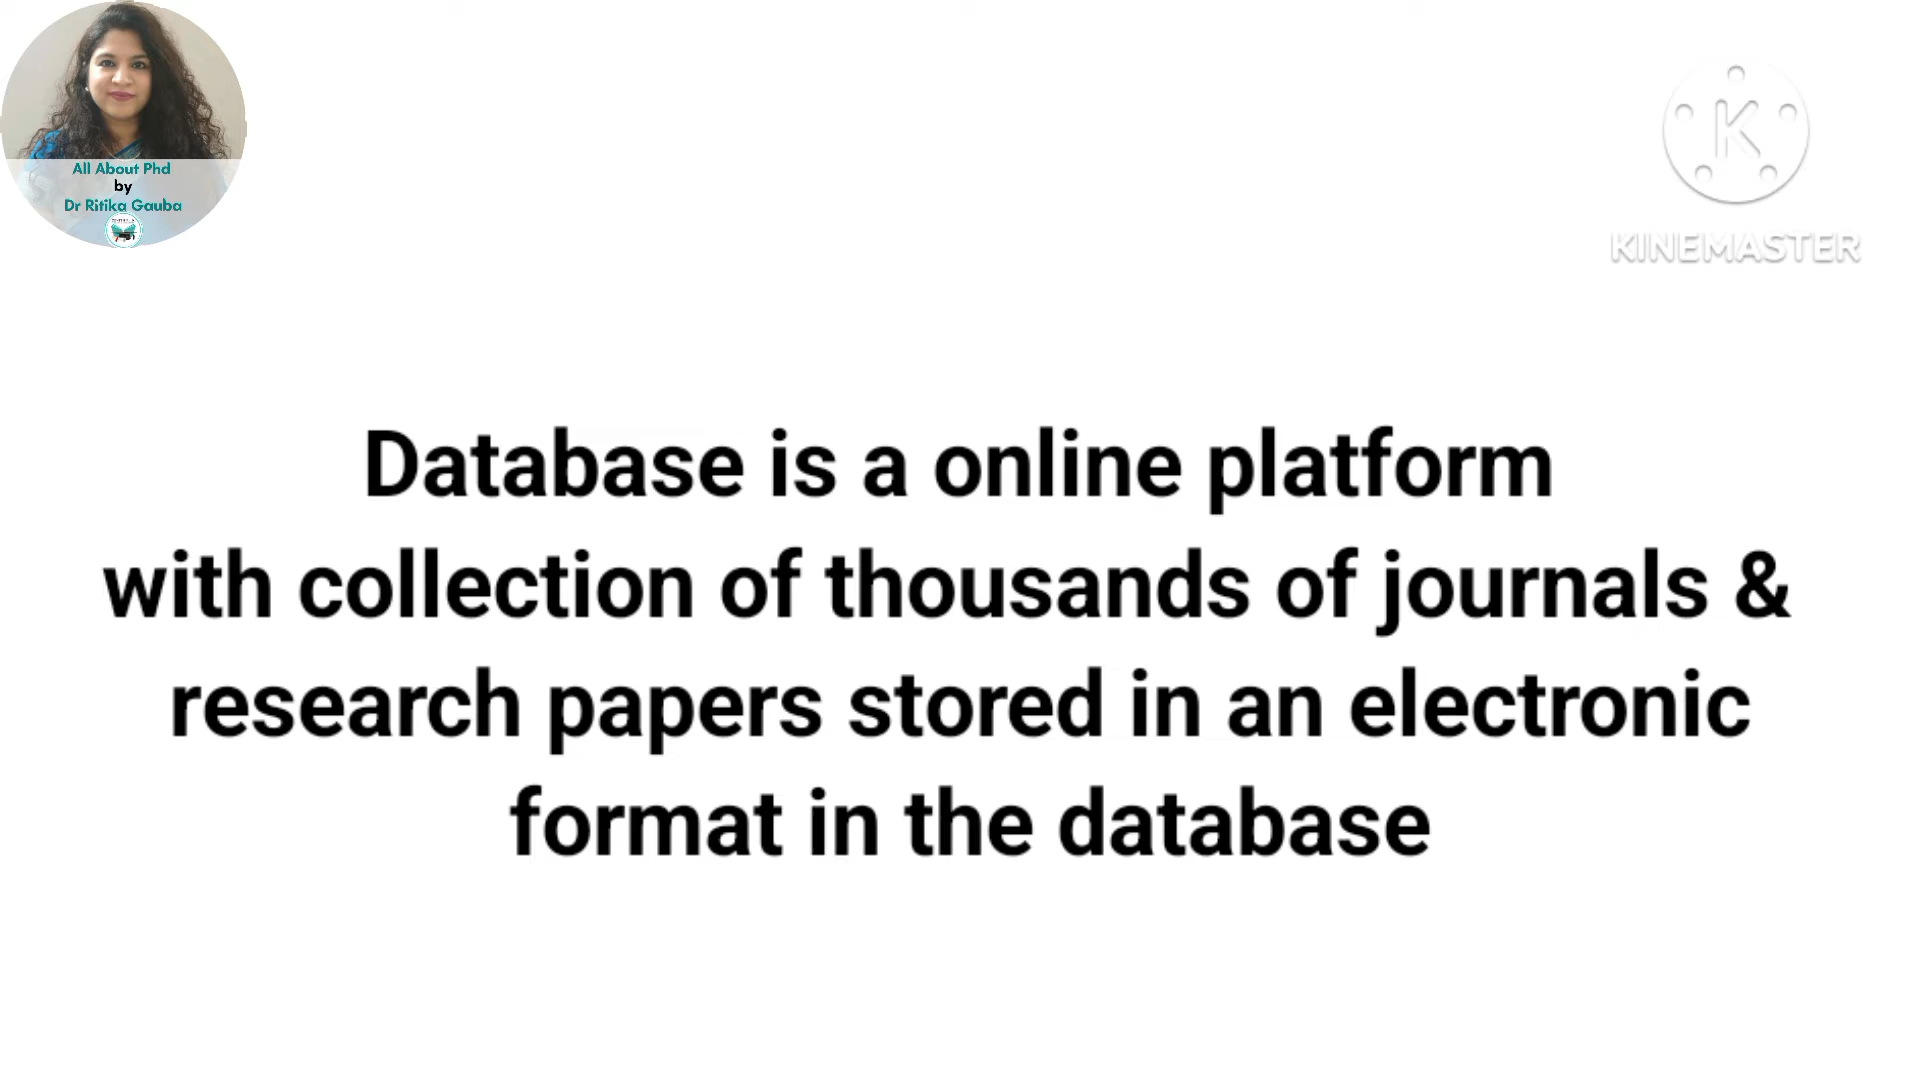 All About Phd
by
Dr Ritika Gauba
K
KINEMASTER
Database is a online platform
with collection of thousands of journals &
research papers stored in an electronic
format in the database